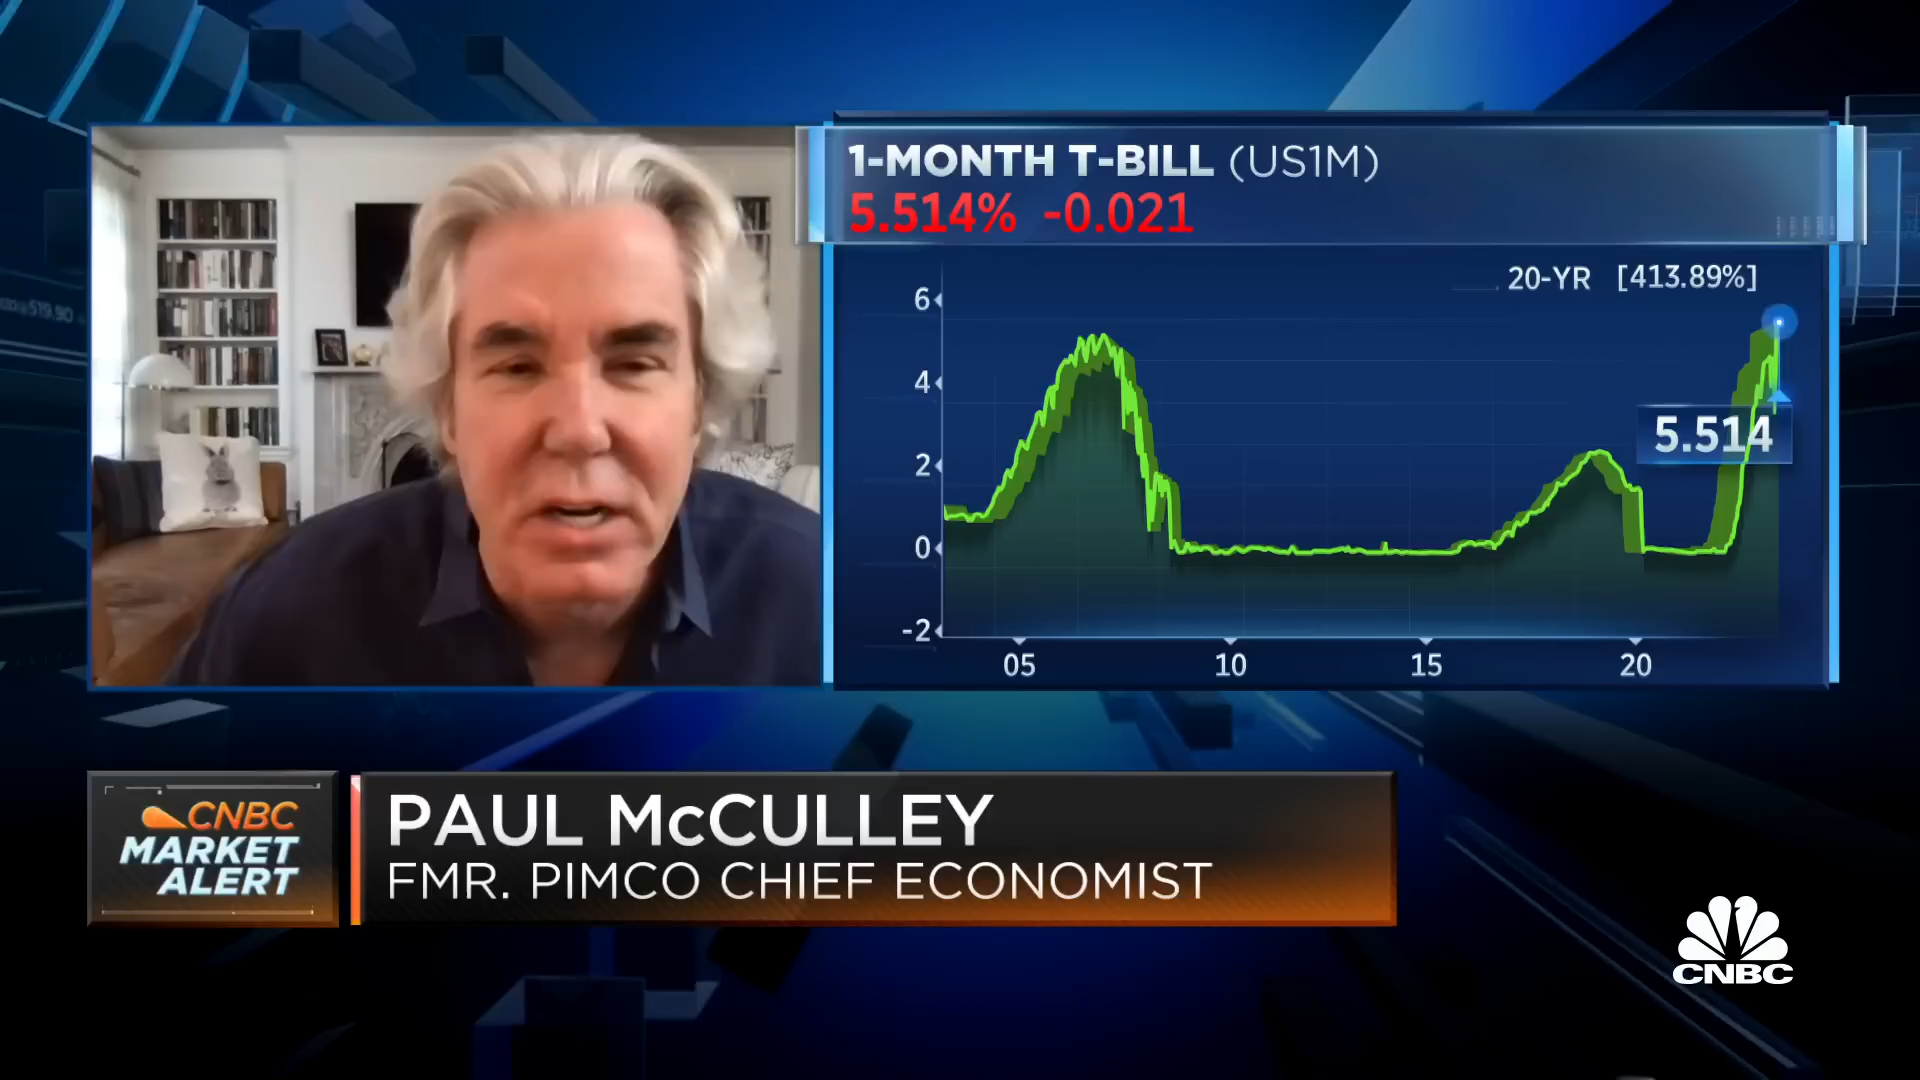 1-MONTH T-BILL (US1M)
5.514% -0.021
20-YR [413.89%]
6
4
2
0
-2
5.514
05 10 15 20
CNBC
MARKET
ALERT
PAUL McCULLEY
FMR. PIMCO CHIEF ECONOMIST
CNBC